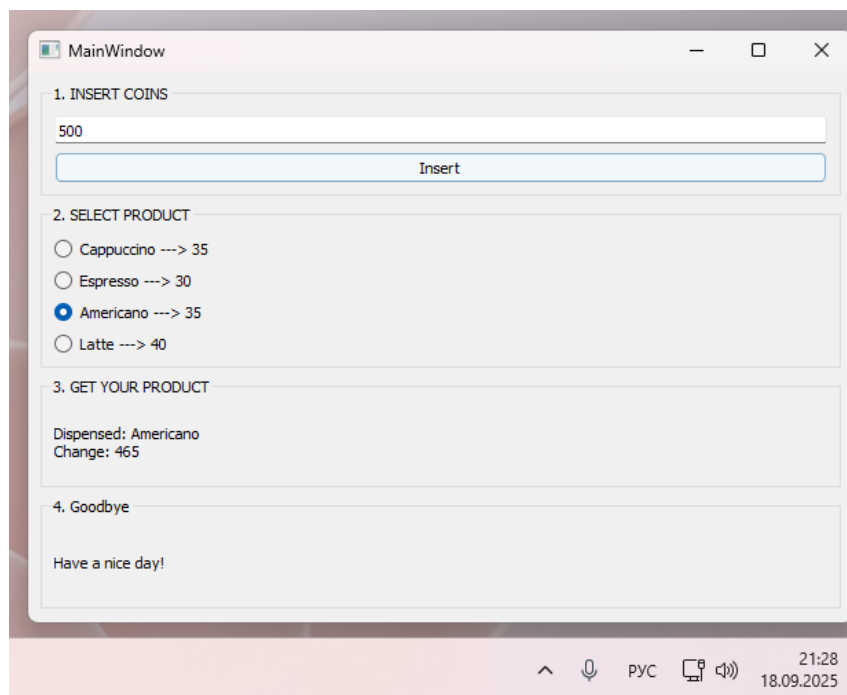 MainWindow
1. INSERT COINS
500
Insert
2. SELECT PRODUCT
Cappuccino ---> 35
Espresso ---> 30
Americano ---> 35
Latte ---> 40
3. GET YOUR PRODUCT
Dispensed: Americano
Change: 465
4. Goodbye
Have a nice day!
РУС
21:28
18.09.2025